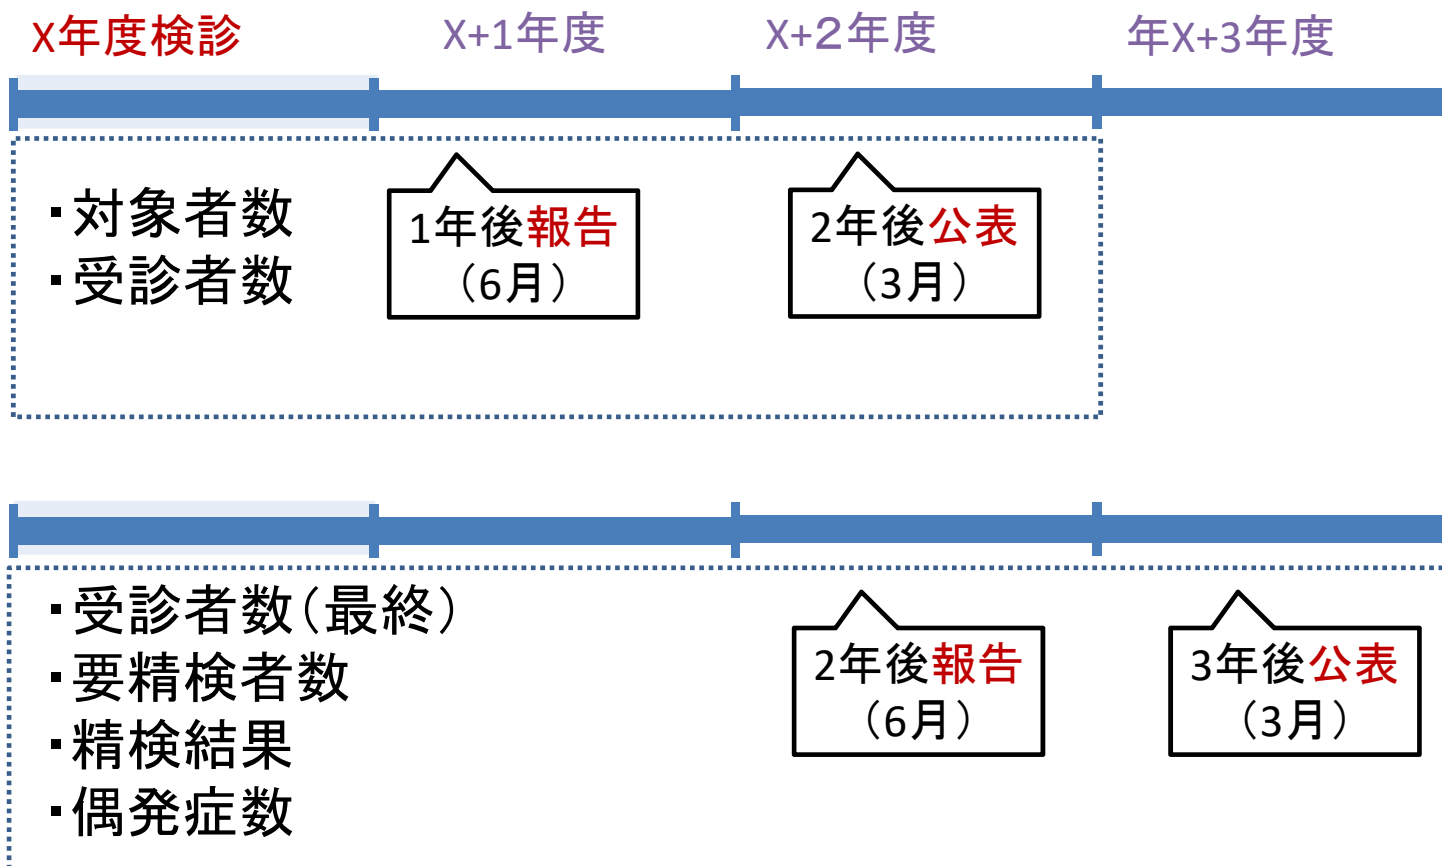 X年度検診
X+1年度
X+２年度
年X+3年度
・対象者数
・受診者数
1年後報告
（6月）
2年後公表
（3月）
・受診者数（最終）
・要精検者数
・精検結果
・偶発症数
2年後報告
（6月）
3年後公表
（3月）